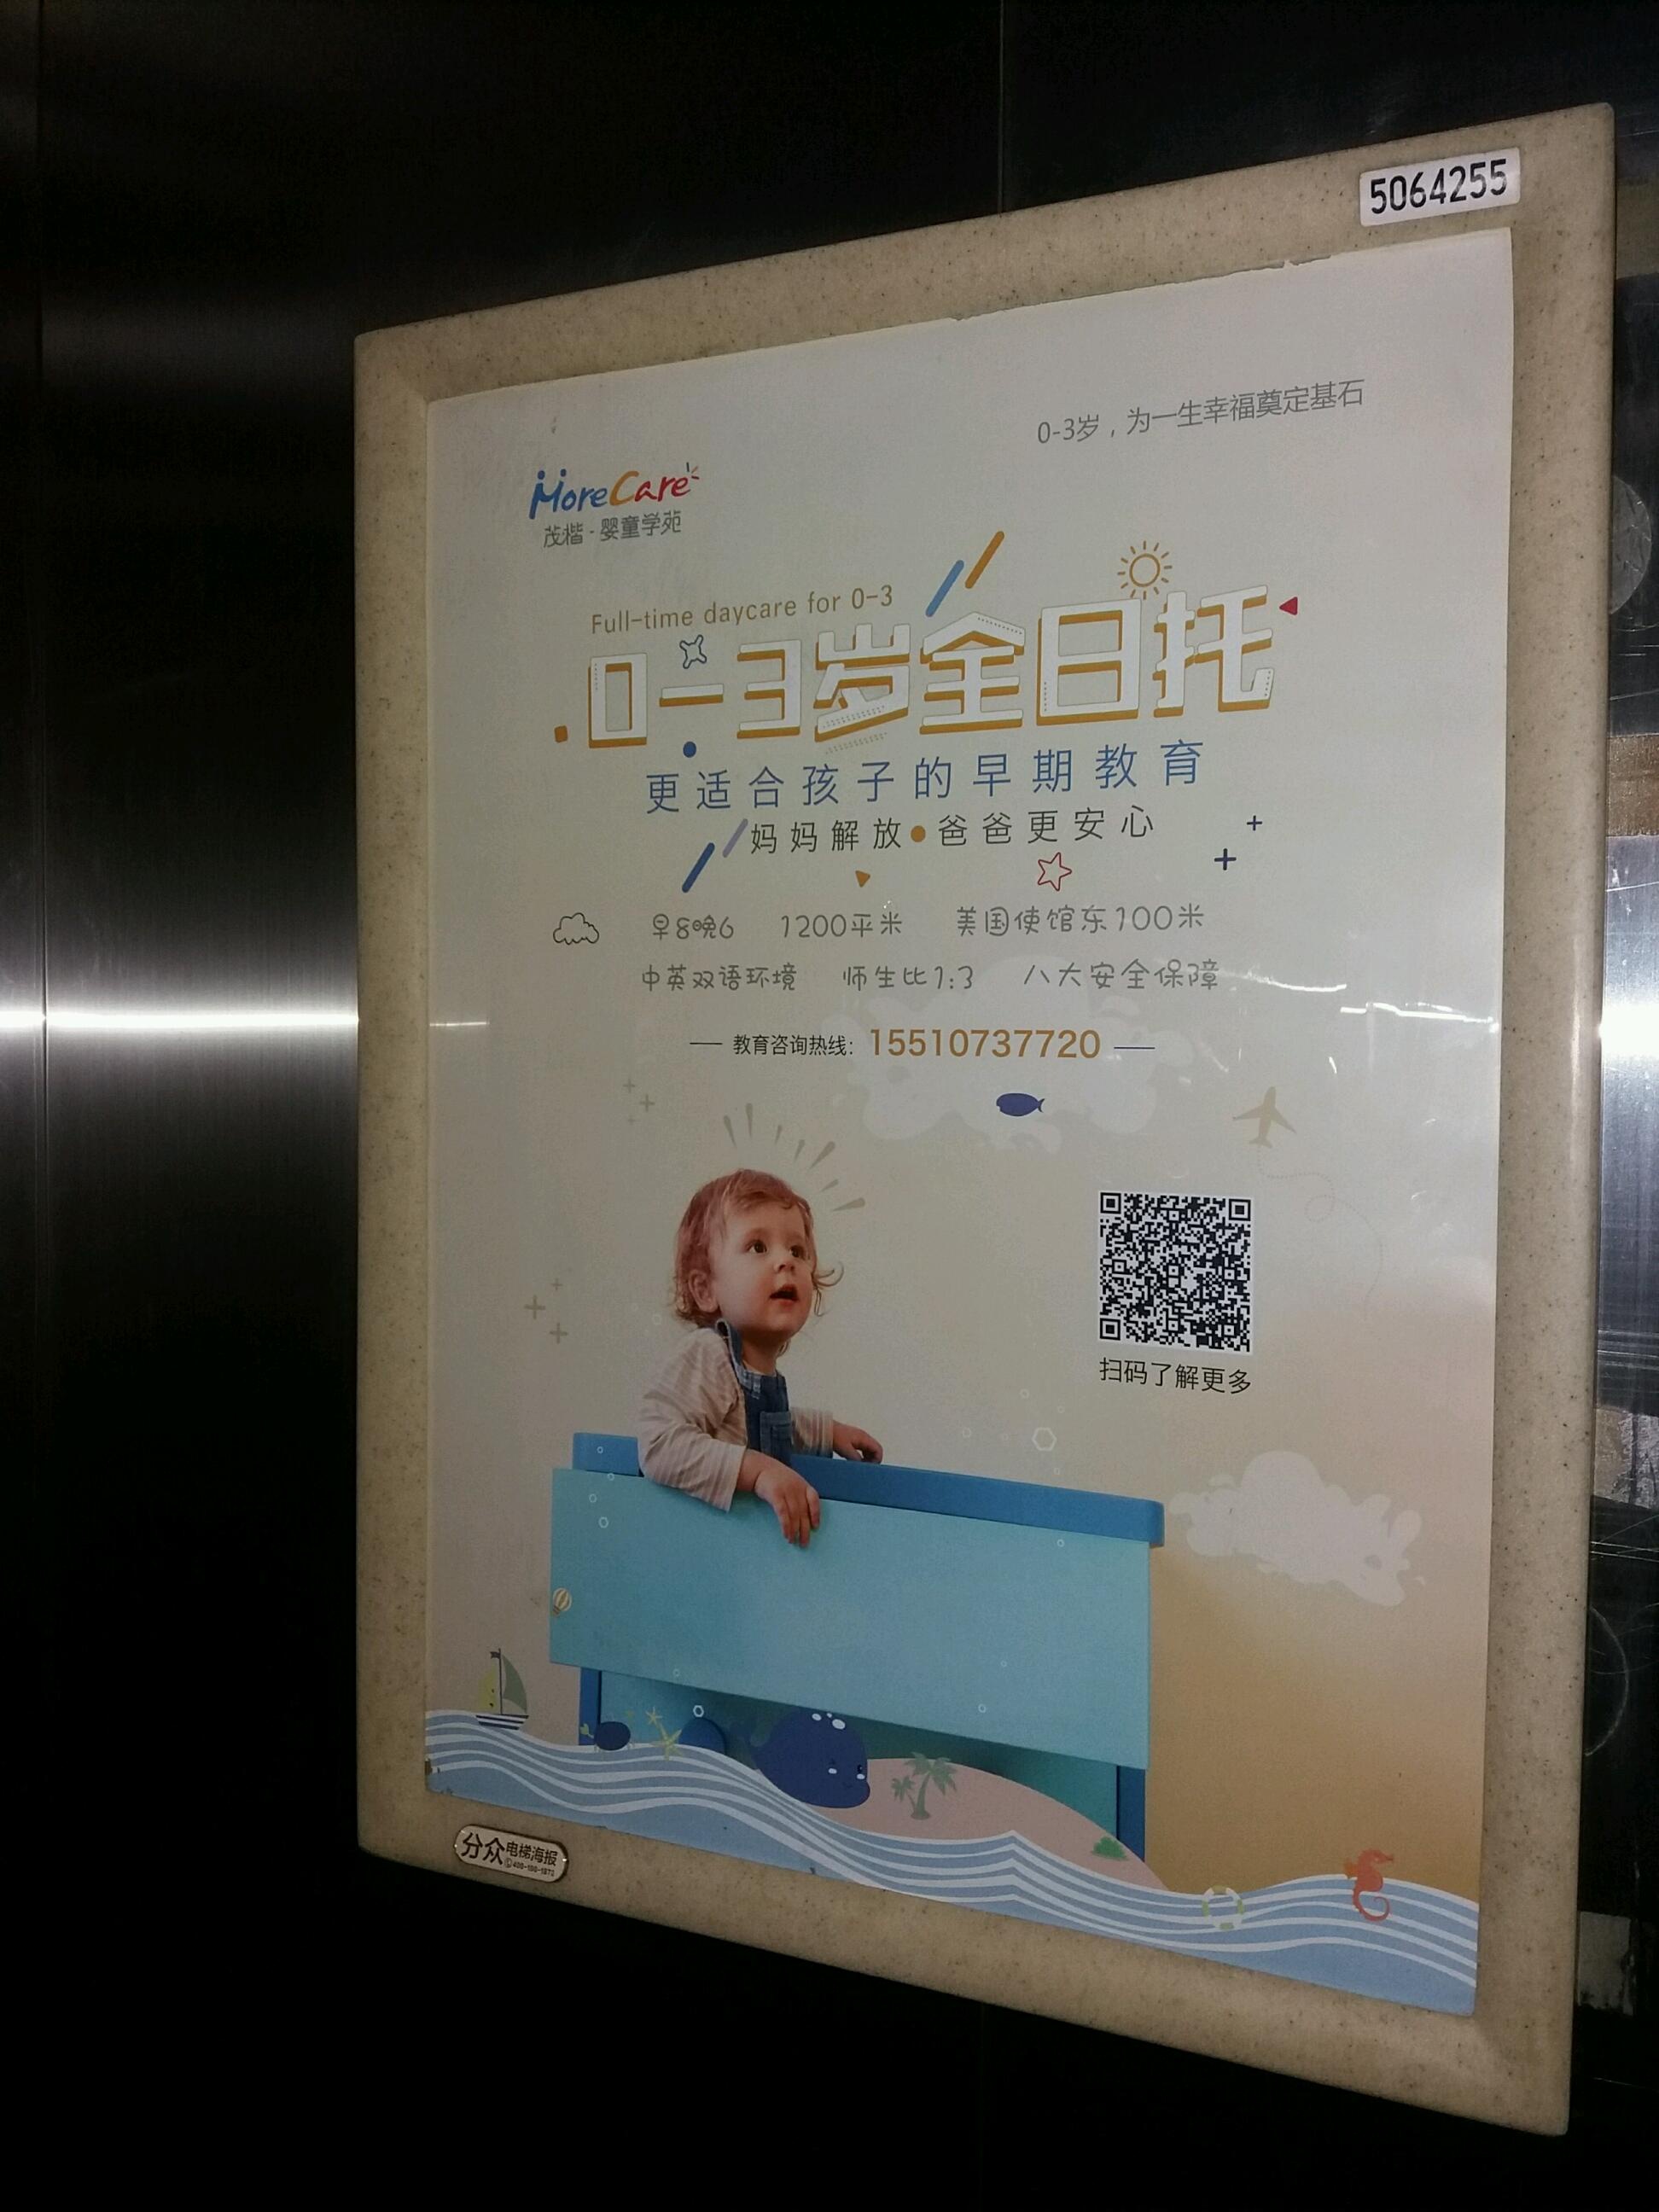 5064255
0-3岁，为一生幸福奠定基石
MoreCare
茂楷-婴童学苑
Full-time daycare for 0-3
0-3岁全日托
更适合孩子的早期教育
妈妈解放●爸爸更安心
早8晚6 1200平米 美国使馆东100米
中英双语环境 师生比1:3 八大安全保障
教育咨询热线：15510737720
扫码了解更多
分众电梯海报